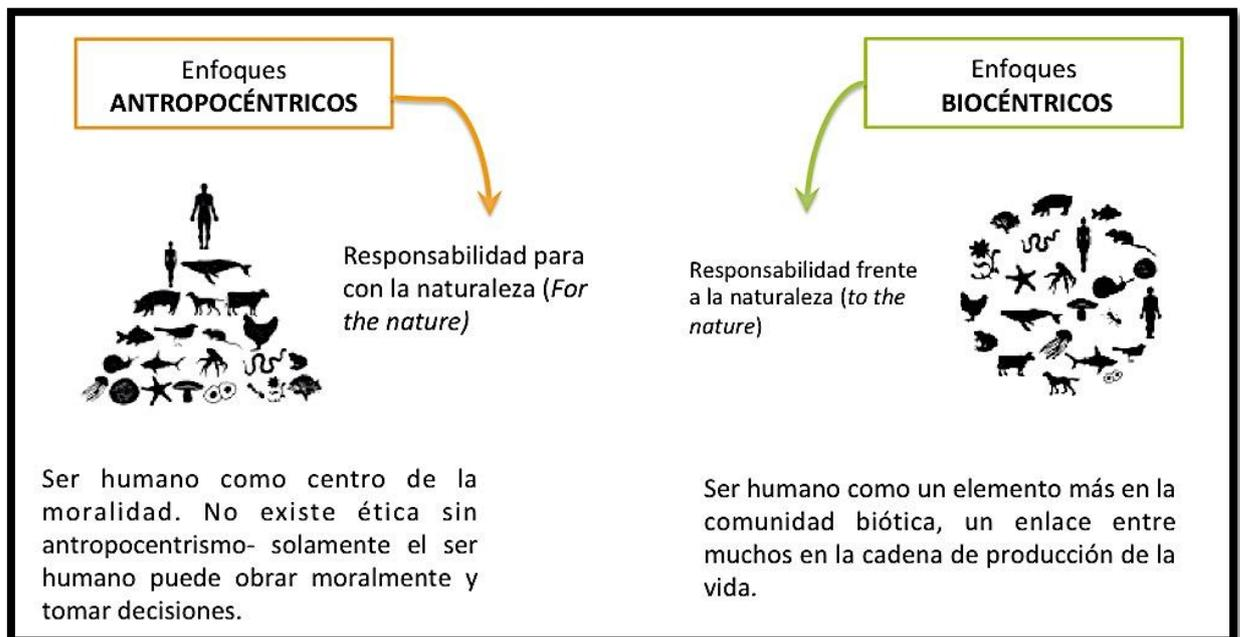 Enfoques
ANTROPOCÉNTRICOS
Responsabilidad para
con la naturaleza (For
the nature)
Ser humano como centro de la
moralidad. No existe ética sin
antropocentrismo- solamente el ser
humano puede obrar moralmente y
tomar decisiones.
Enfoques
BIOCÉNTRICOS
Responsabilidad frente
a la naturaleza (to the
nature)
Ser humano como un elemento más en la
comunidad biótica, un enlace entre
muchos en la cadena de producción de la
vida.